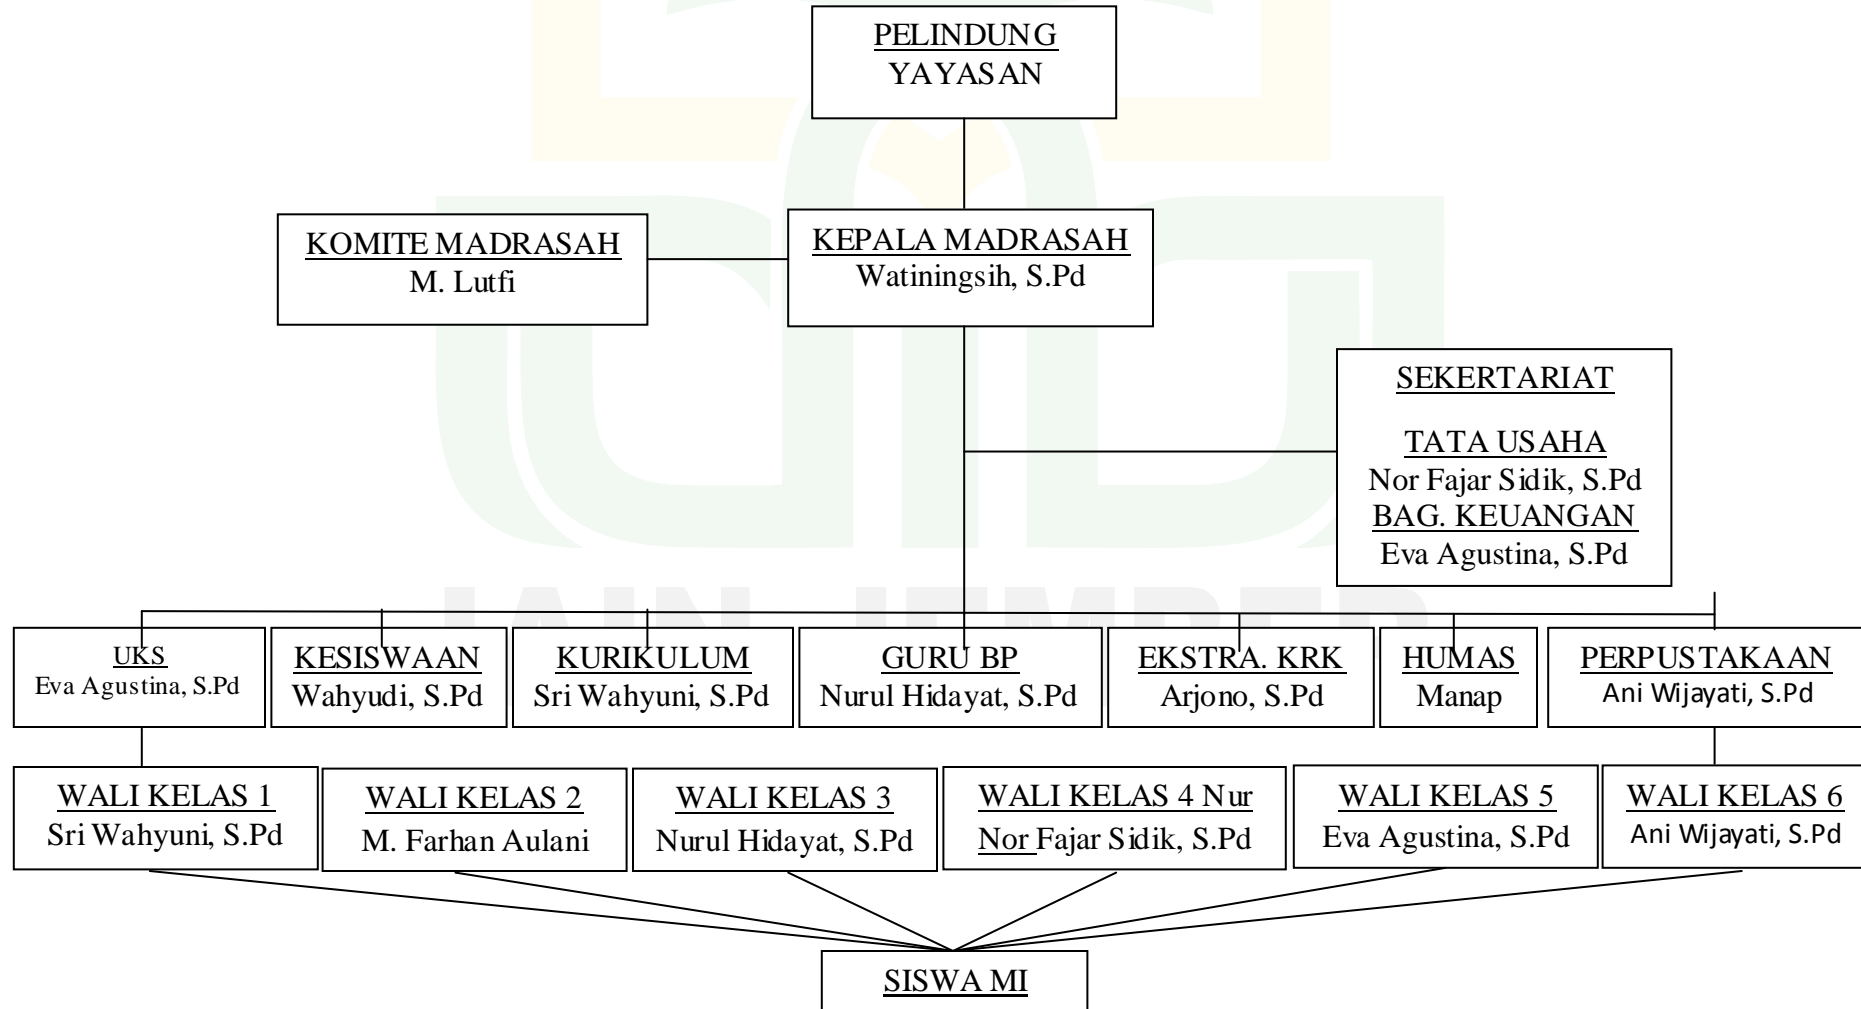 PELINDUNG
YAYASAN
KOMITE MADRASAH
M. Lutfi
KEPALA MADRASAH
Watiningsih, S.Pd
SEKERTARIAT
TATA USAHA
Nor Fajar Sidik, S.Pd
BAG. KEUANGAN
Eva Agustina, S.Pd
IAIN JEMBER
UKS
Eva Agustina, S.Pd
KESISWAAN
Wahyudi, S.Pd
KURIKULUM
Sri Wahyuni, S.Pd
GURU BP
Nurul Hidayat, S.Pd
EKSTRA. KRK
Arjono, S.Pd
HUMAS
Manap
PERPUSTAKAAN
Ani Wijayati, S.Pd
WALI KELAS 1
Sri Wahyuni, S.Pd
WALI KELAS 2
M. Farhan Aulani
WALI KELAS 3
Nurul Hidayat, S.Pd
WALI KELAS 4 Nur
Nor Fajar Sidik, S.Pd
WALI KELAS 5
Eva Agustina, S.Pd
WALI KELAS 6
Ani Wijayati, S.Pd
SISWA MI